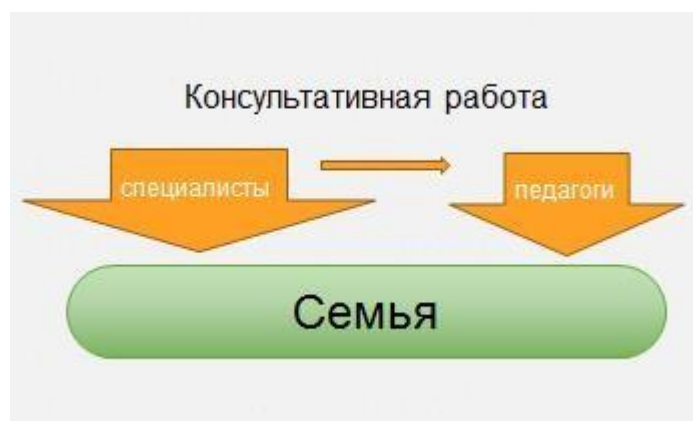 Консультативная работа
специалисты
педагоги
Семья